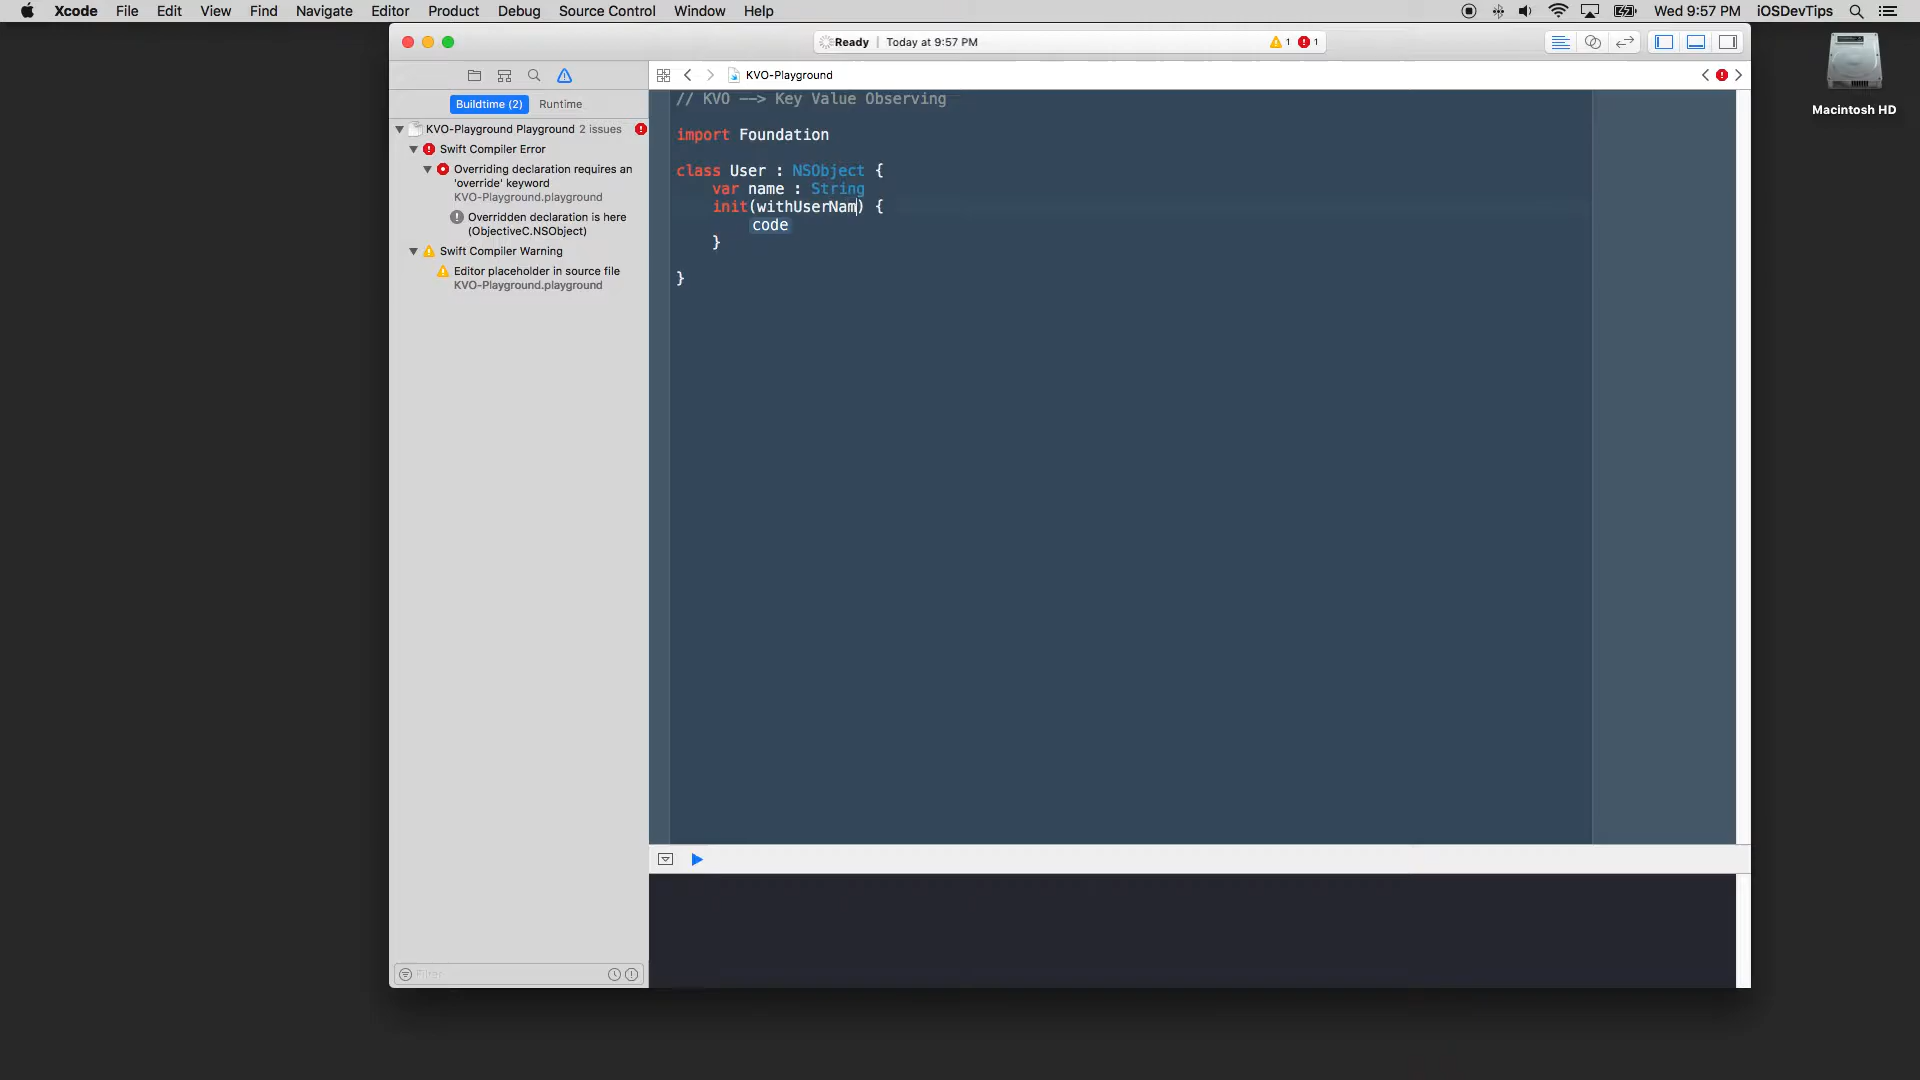 Xcode File Edit View Find Navigate Editor Product Debug Source Control Window Help Wed 9:57 PM iOSDevTips
Ready | Today at 9:57 PM 1 1
KVO-Playground
Macintosh HD
Buildtime (2) Runtime
KVO-Playground Playground 2 issues
Swift Compiler Error
Overriding declaration requires an
'override' keyword
KVO-Playground.playground
Overridden declaration is here
(ObjectiveC.NSObject)
Swift Compiler Warning
Editor placeholder in source file
KVO-Playground.playground
Filter
// KVO --> Key Value Observing
import Foundation
class User : NSObject {
var name : String
init(withUserNam) {
code
}
}